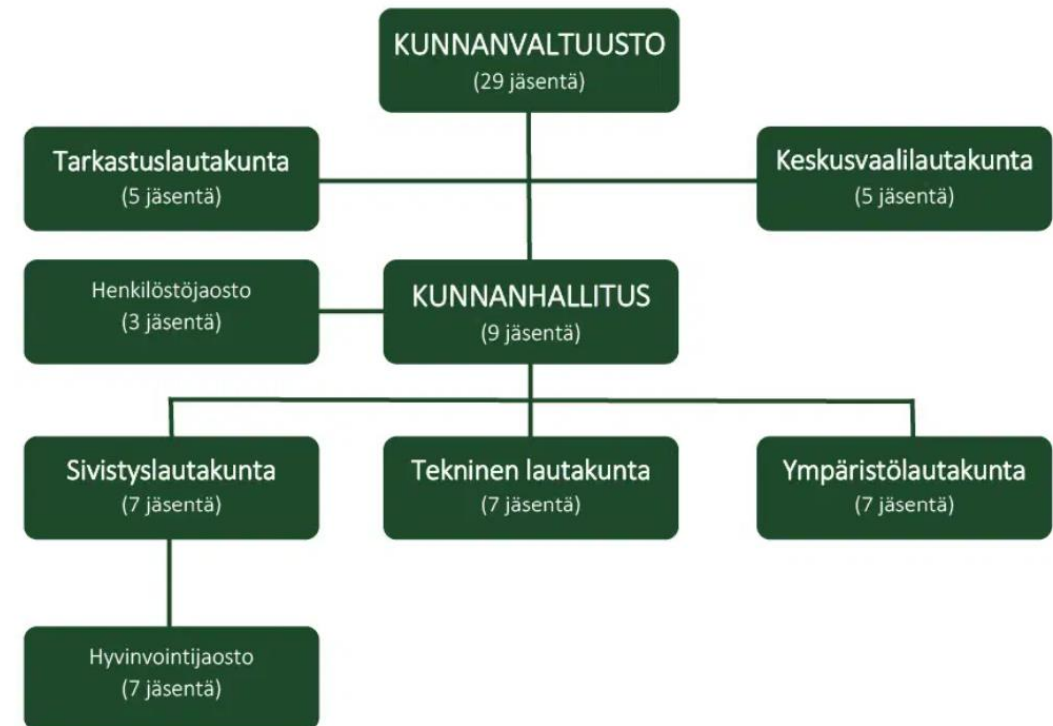 KUNNANVALTUUSTO
(29 jäsentä)
Tarkastuslautakunta
(5 jäsentä)
Keskusvaalilautakunta
(5 jäsentä)
Henkilöstöjaosto
(3 jäsentä)
KUNNANHALLITUS
(9 jäsentä)
Sivistyslautakunta
(7 jäsentä)
Tekninen lautakunta
(7 jäsentä)
Ympäristölautakunta
(7 jäsentä)
Hyvinvointijaosto
(7 jäsentä)